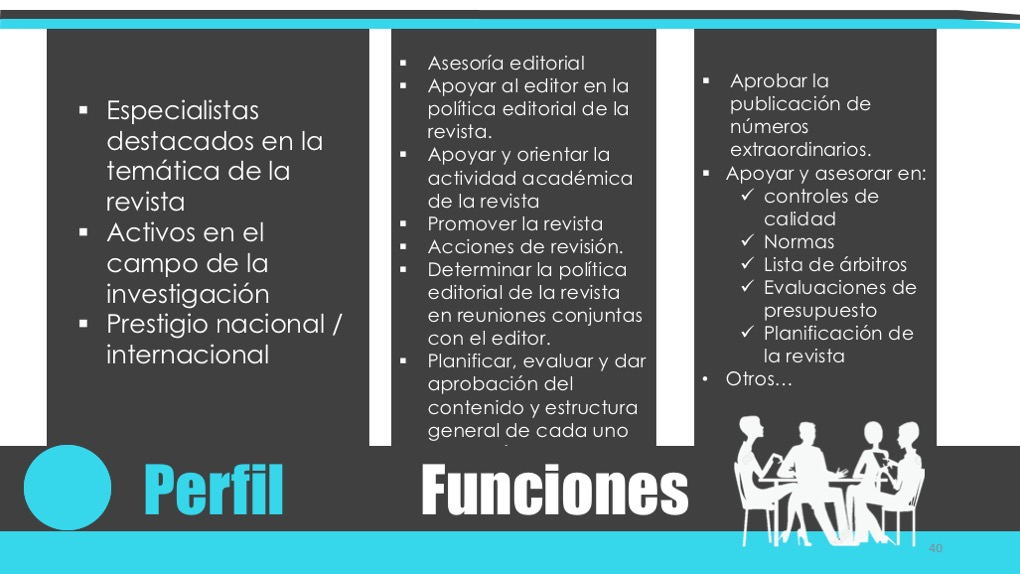 ▪ Especialistas
destacados en la
temática de la
revista
▪ Activos en el
campo de la
investigación
▪ Prestigio nacional /
internacional
▪ Asesoría editorial
▪ Apoyar al editor en la
política editorial de la
revista.
▪ Apoyar y orientar la
actividad académica
de la revista
▪ Promover la revista
▪ Acciones de revisión.
▪ Determinar la política
editorial de la revista
en reuniones conjuntas
con el editor.
▪ Planificar, evaluar y dar
aprobación del
contenido y estructura
general de cada uno
▪ Aprobar la
publicación de
números
extraordinarios.
▪ Apoyar y asesorar en:
✓ controles de
calidad
✓ Normas
✓ Lista de árbitros
✓ Evaluaciones de
presupuesto
✓ Planificación de
la revista
• Otros…
Perfil
Funciones
40